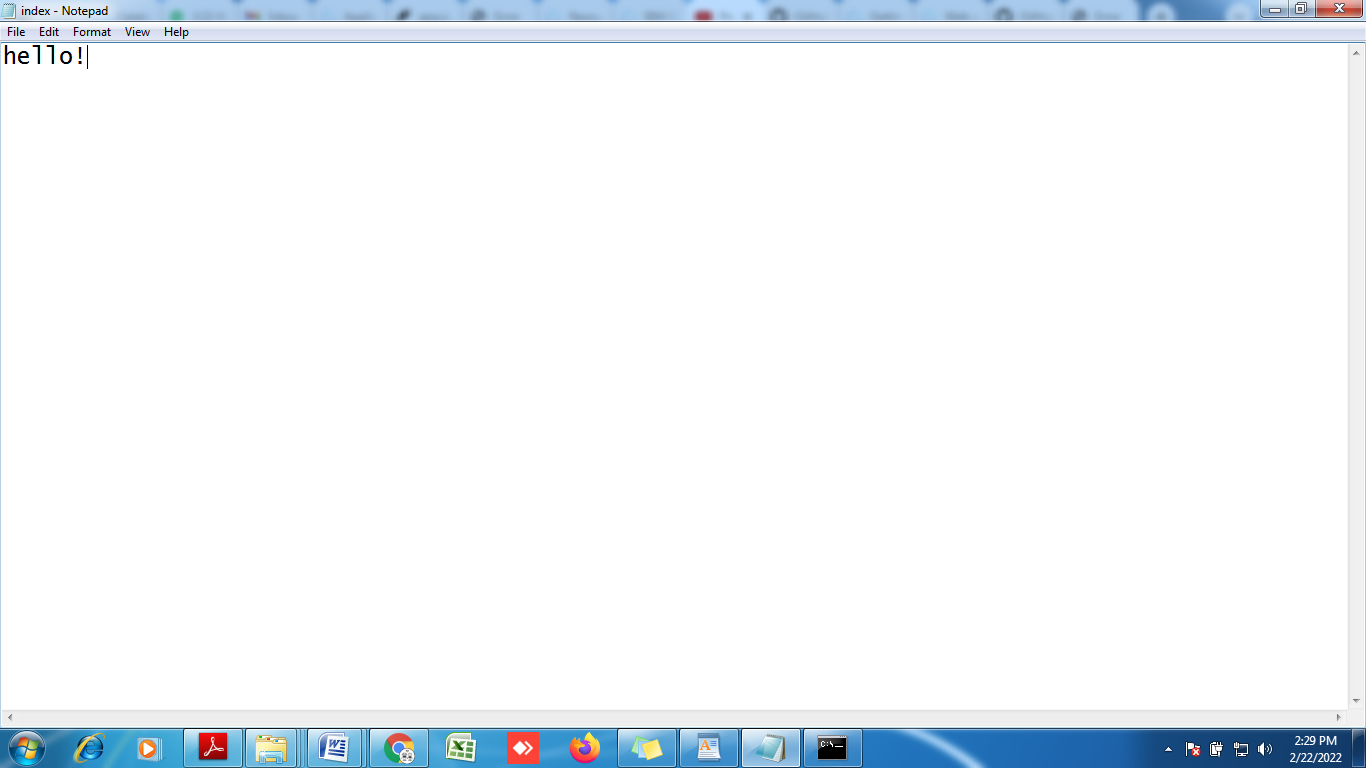 index - Notepad
File Edit Format View Help
hello!
C:\
2:29 PM
2/22/2022